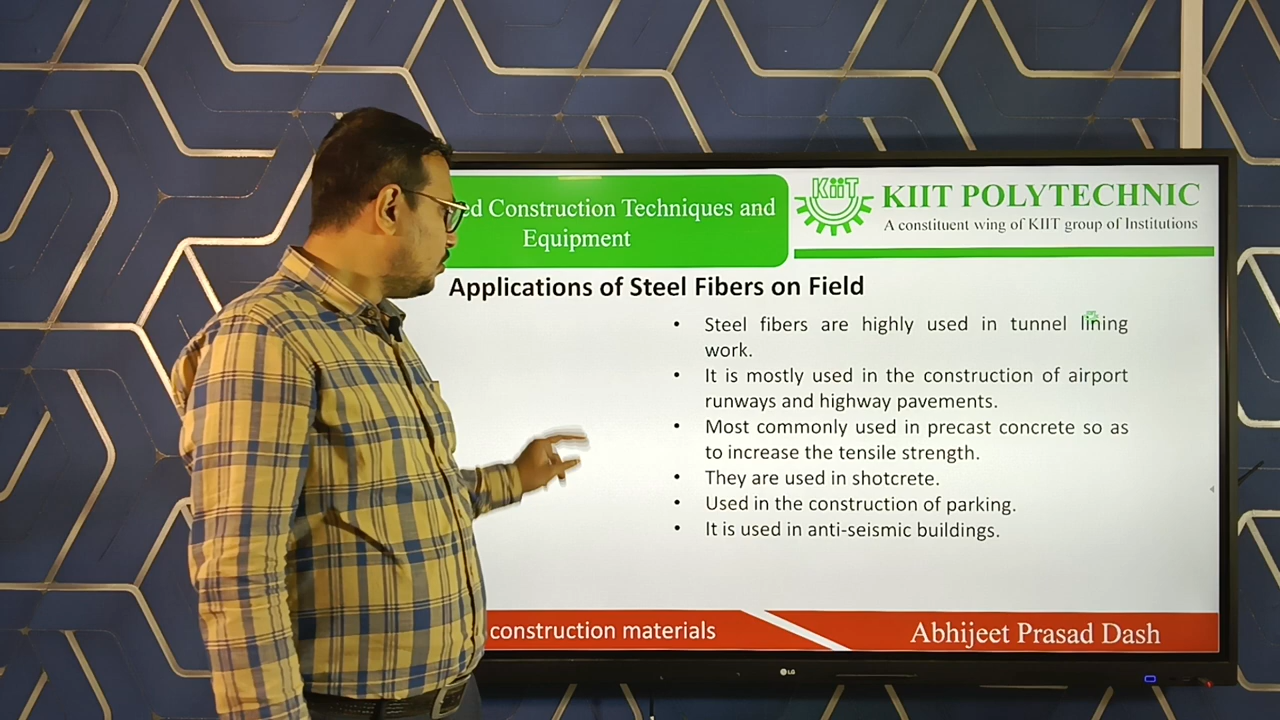 ed Construction Techniques and
Equipment
KiiT
KIIT POLYTECHNIC
A constituent wing of KIIT group of Institutions
Applications of Steel Fibers on Field
• Steel fibers are highly used in tunnel lining
work.
• It is mostly used in the construction of airport
runways and highway pavements.
• Most commonly used in precast concrete so as
to increase the tensile strength.
• They are used in shotcrete.
• Used in the construction of parking.
• It is used in anti-seismic buildings.
construction materials
Abhijeet Prasad Dash
LG